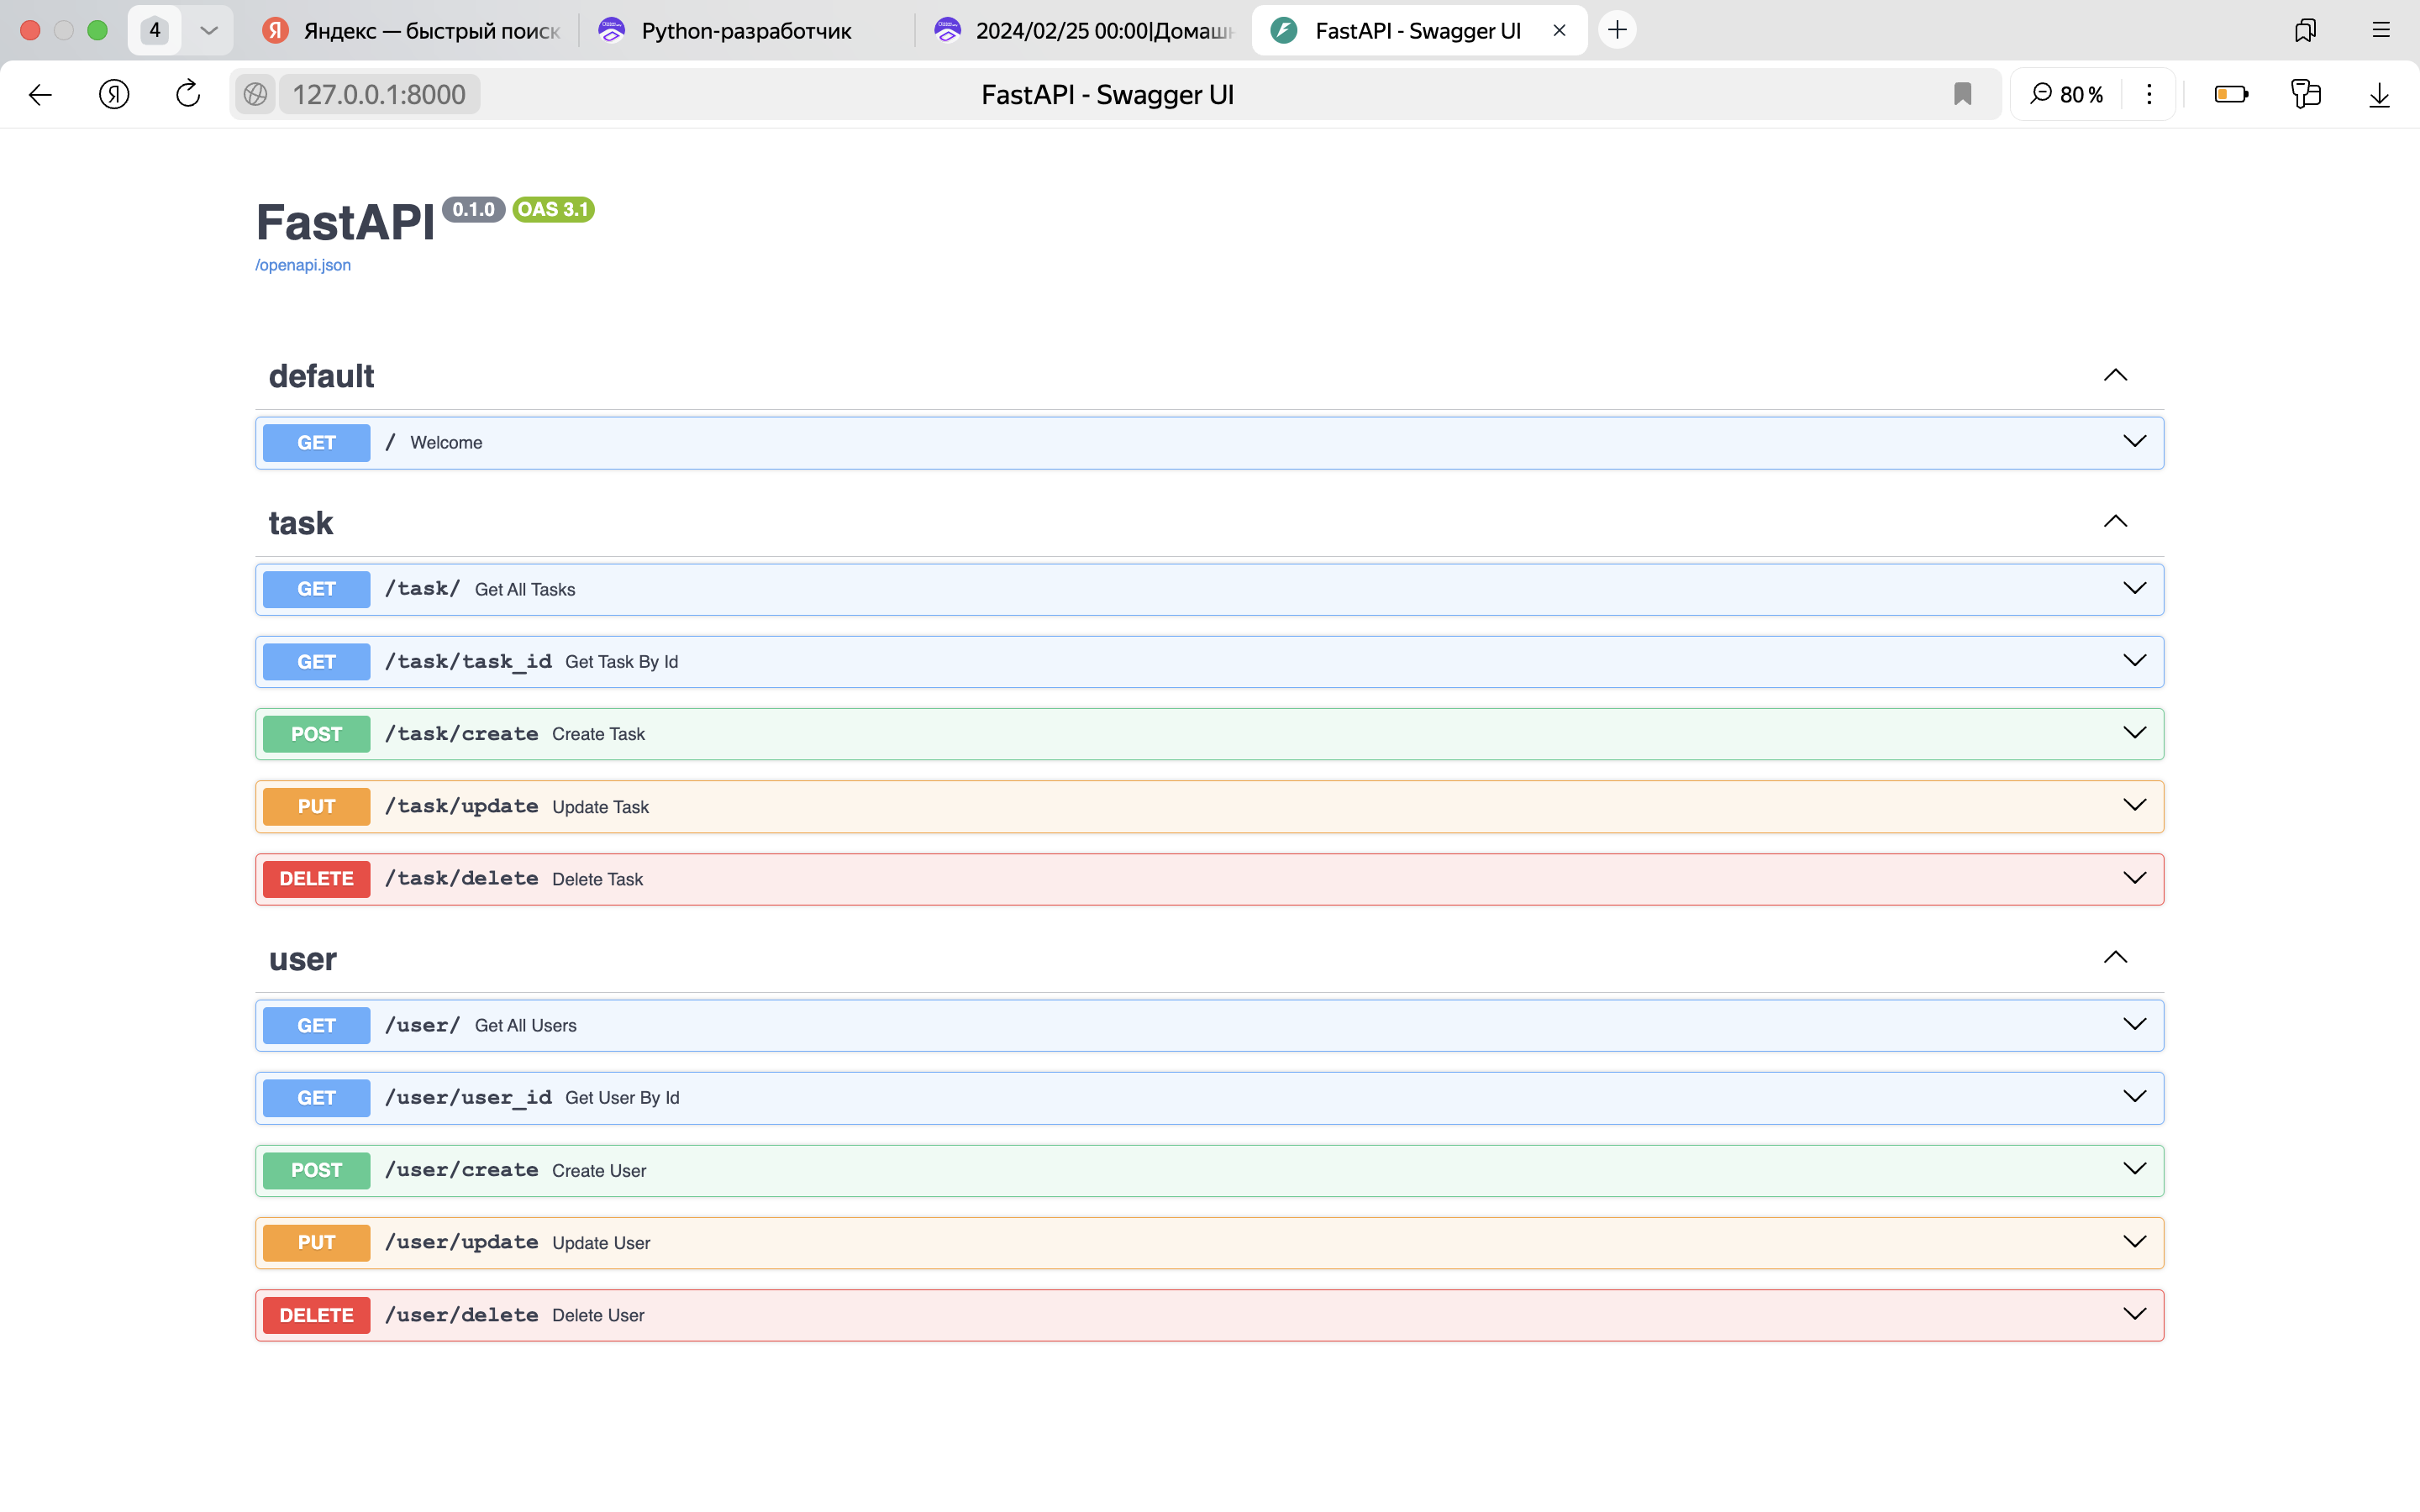 4 Яндекс — быстрый поиск Python-разработчик 2024/02/25 00:00|Домаш FastAPI - Swagger UI
Я 127.0.0.1:8000 FastAPI - Swagger UI 80 %
FastAPI 0.1.0 OAS 3.1
/openapi.json
default
GET / Welcome
task
GET /task/ Get All Tasks
GET /task/task_id Get Task By Id
POST /task/create Create Task
PUT /task/update Update Task
DELETE /task/delete Delete Task
user
GET /user/ Get All Users
GET /user/user_id Get User By Id
POST /user/create Create User
PUT /user/update Update User
DELETE /user/delete Delete User